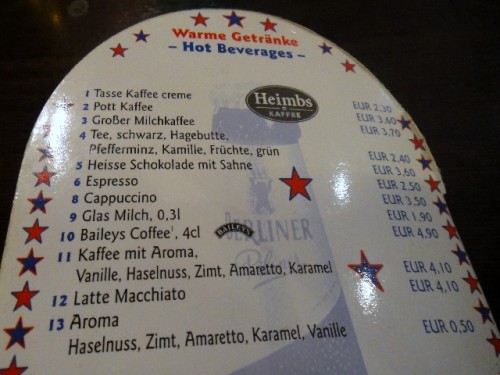 Warme Getränke
– Hot Beverages –
Heimbs
KAFFEE
1 Tasse Kaffee creme EUR 2,30
2 Pott Kaffee EUR 3,60
3 Großer Milchkaffee EUR 3,70
4 Tee, schwarz, Hagebutte,
Pfefferminz, Kamille, Früchte, grün EUR 2,40
5 Heisse Schokolade mit Sahne EUR 3,60
6 Espresso EUR 2,50
8 Cappuccino EUR 3,50
9 Glas Milch, 0,3l EUR 1,90
10 Baileys Coffee¹, 4cl BAILEYS EUR 4,90
BERLINER
Pilsner
11 Kaffee mit Aroma,
Vanille, Haselnuss, Zimt, Amaretto, Karamel EUR 4,10
12 Latte Macchiato EUR 4,10
13 Aroma
Haselnuss, Zimt, Amaretto, Karamel, Vanille EUR 0,50